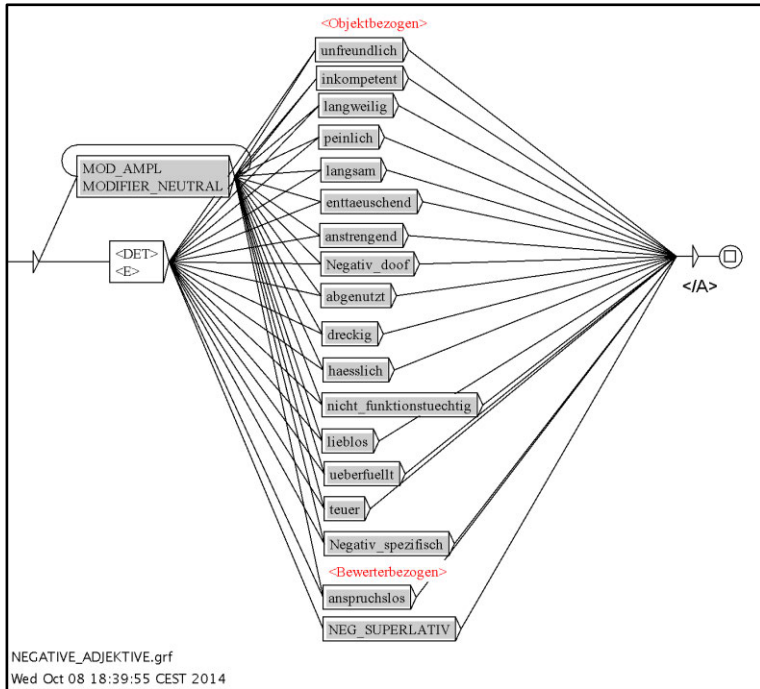 <Objektbezogen>
unfreundlich
inkompetent
langweilig
peinlich
MOD_AMPL
MODIFIER_NEUTRAL
langsam
enttaeuschend
anstrengend
<DET>
<E>
Negativ_doof
abgenutzt
</A>
dreckig
haesslich
nicht_funktionstuechtig
lieblos
ueberfuellt
teuer
Negativ_spezifisch
<Bewerterbezogen>
anspruchslos
NEG_SUPERLATIV
NEGATIVE_ADJEKTIVE.grf
Wed Oct 08 18:39:55 CEST 2014